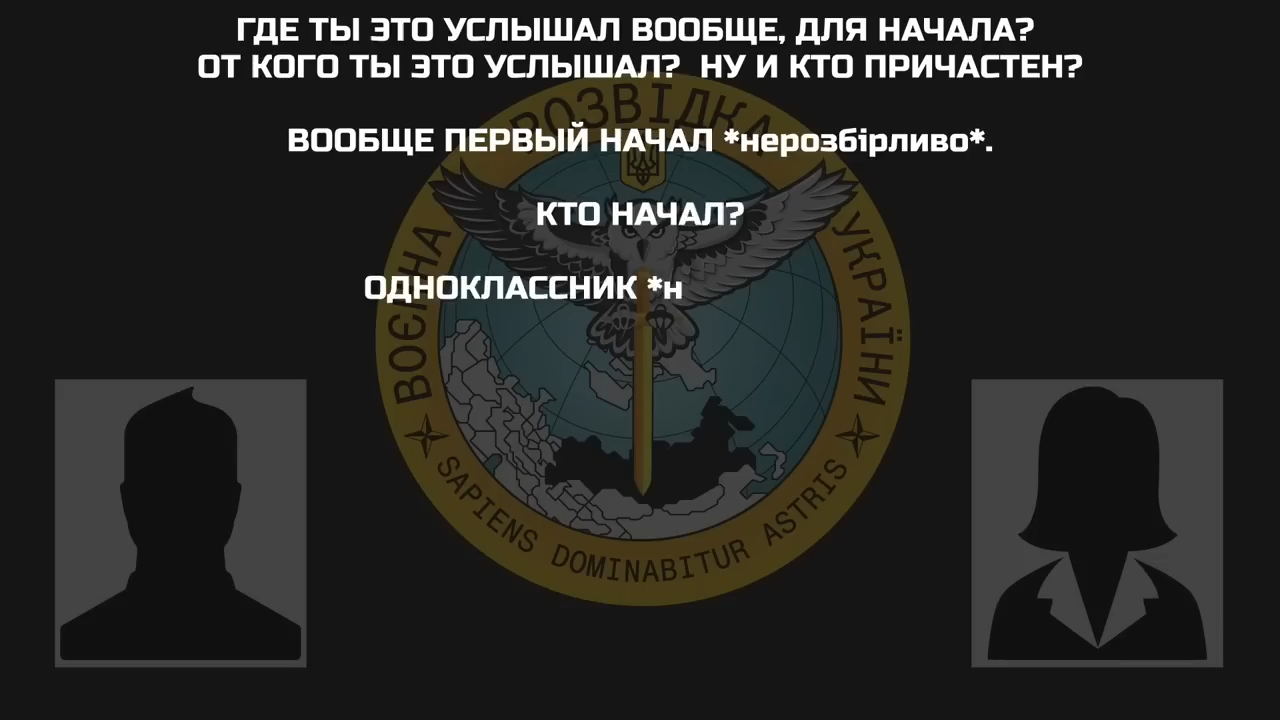 ГДЕ ТЫ ЭТО УСЛЫШАЛ ВООБЩЕ, ДЛЯ НАЧАЛА?
ОТ КОГО ТЫ ЭТО УСЛЫШАЛ? НУ И КТО ПРИЧАСТЕН?
ВООБЩЕ ПЕРВЫЙ НАЧАЛ *нерозбірливо*.
КТО НАЧАЛ?
ОДНОКЛАССНИК *н
ВОЄННА РОЗВІДКА УКРАЇНИ
SAPIENS DOMINABITUR ASTRIS